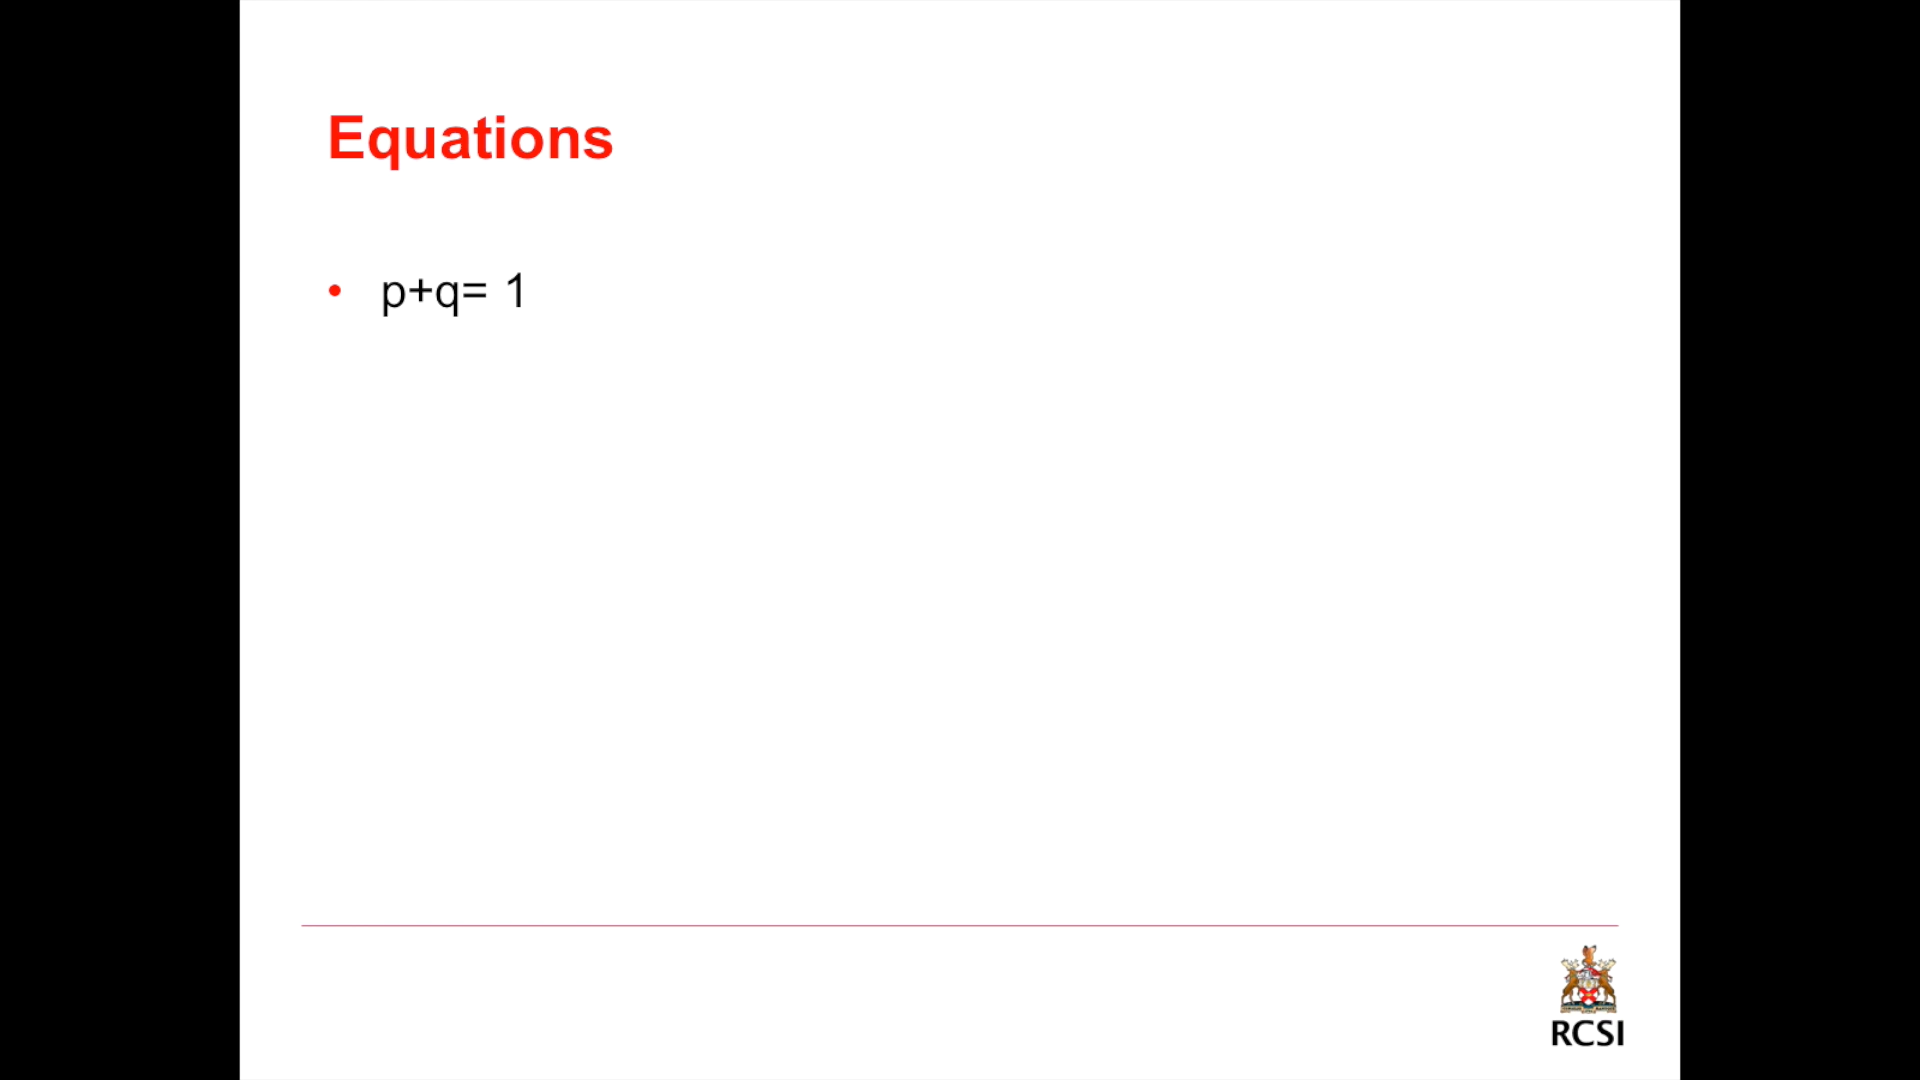 Equations
• p+q= 1
RCSI